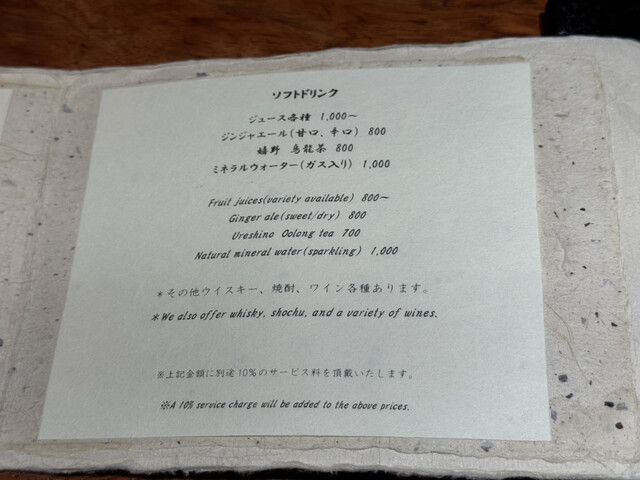 ソフトドリンク
ジュース各種 1,000～
ジンジャエール(甘口、辛口) 800
嬉野 烏龍茶 800
ミネラルウォーター(ガス入り) 1,000
Fruit juices(variety available) 800～
Ginger ale(sweet/dry) 800
Ureshino Oolong tea 700
Natural mineral water(sparkling) 1,000
＊その他ウイスキー、焼酎、ワイン各種あります。
＊We also offer whisky, shochu, and a variety of wines.
※上記金額に別途10%のサービス料を頂戴いたします。
※A 10% service charge will be added to the above prices.